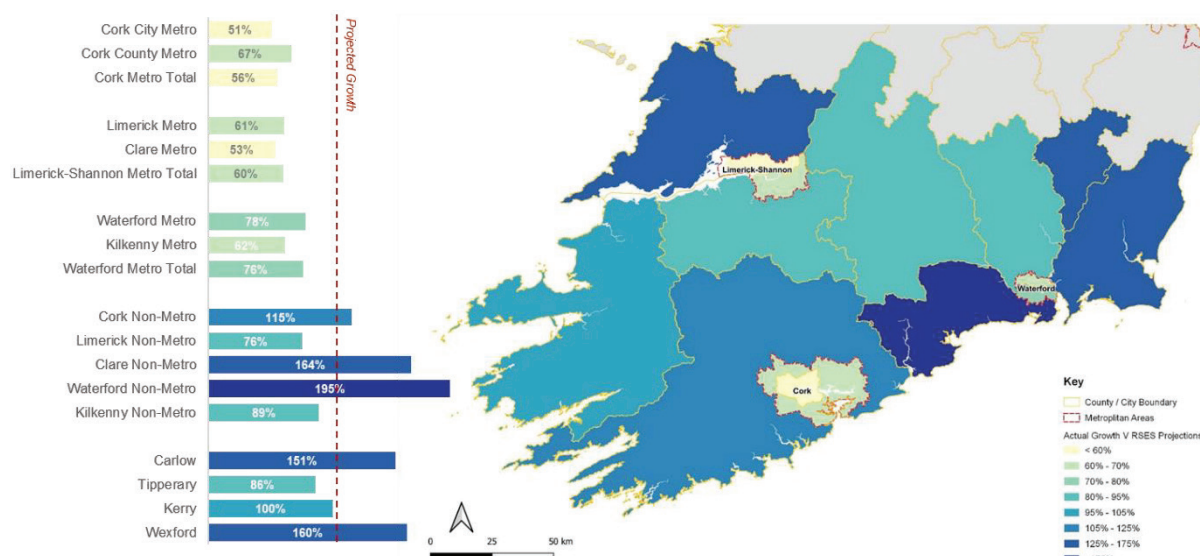 Cork City Metro 51%
Cork County Metro 67%
Cork Metro Total 56%
Limerick Metro 61%
Clare Metro 53%
Limerick-Shannon Metro Total 60%
Waterford Metro 78%
Kilkenny Metro 62%
Waterford Metro Total 76%
Cork Non-Metro 115%
Limerick Non-Metro 76%
Clare Non-Metro 164%
Waterford Non-Metro 195%
Kilkenny Non-Metro 89%
Carlow 151%
Tipperary 86%
Kerry 100%
Wexford 160%
Projected Growth
Limerick-Shannon
Waterford
Cork
Key
County / City Boundary
Metroplitan Areas
Actual Growth V RSES Projections
< 60%
60% - 70%
70% - 80%
80% - 95%
95% - 105%
105% - 125%
125% - 175%
0 25 50 km